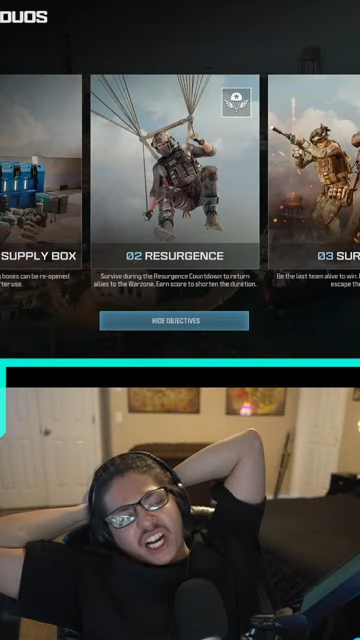 DUOS
SUPPLY BOX
02 RESURGENCE
03 SUR
boxes can be re-opened
Survive during the Resurgence Countdown to return
Be the last team alive to win.
allies to the Warzone. Earn score to shorten the duration.
escape the
HIDE OBJECTIVES